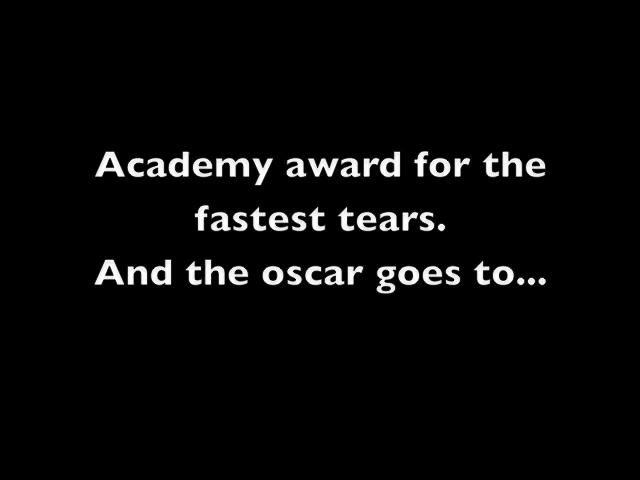 Academy award for the
fastest tears.
And the oscar goes to...